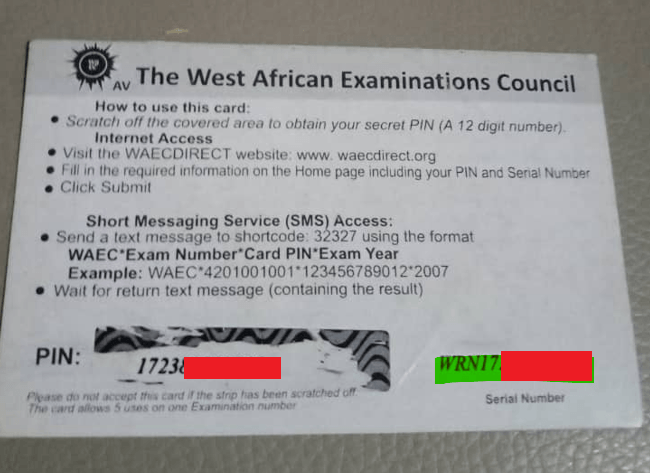 AV The West African Examinations Council
How to use this card:
• Scratch off the covered area to obtain your secret PIN (A 12 digit number).
Internet Access
• Visit the WAECDIRECT website: www. waecdirect.org
• Fill in the required information on the Home page including your PIN and Serial Number
• Click Submit
Short Messaging Service (SMS) Access:
• Send a text message to shortcode: 32327 using the format
WAEC*Exam Number*Card PIN*Exam Year
Example: WAEC*4201001001*123456789012*2007
• Wait for return text message (containing the result)
PIN: 1723
WRN17
Please do not accept this card if the strip has been scratched off.
The card allows 5 uses on one Examination number
Serial Number